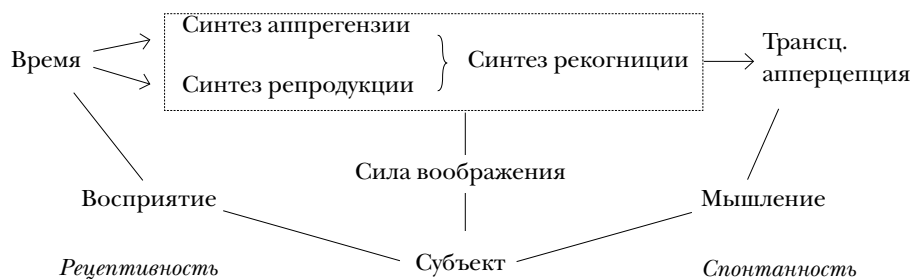 Синтез аппрегензии
Время
Синтез рекогниции
Трансц.
апперцепция
Синтез репродукции
Сила воображения
Восприятие
Мышление
Субъект
Рецептивность
Спонтанность